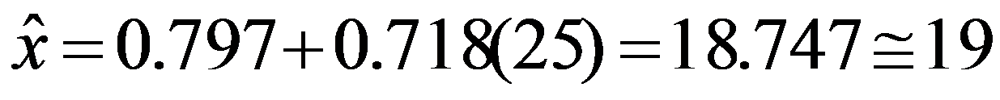 x̂ = 0.797+0.718(25) = 18.747≅19